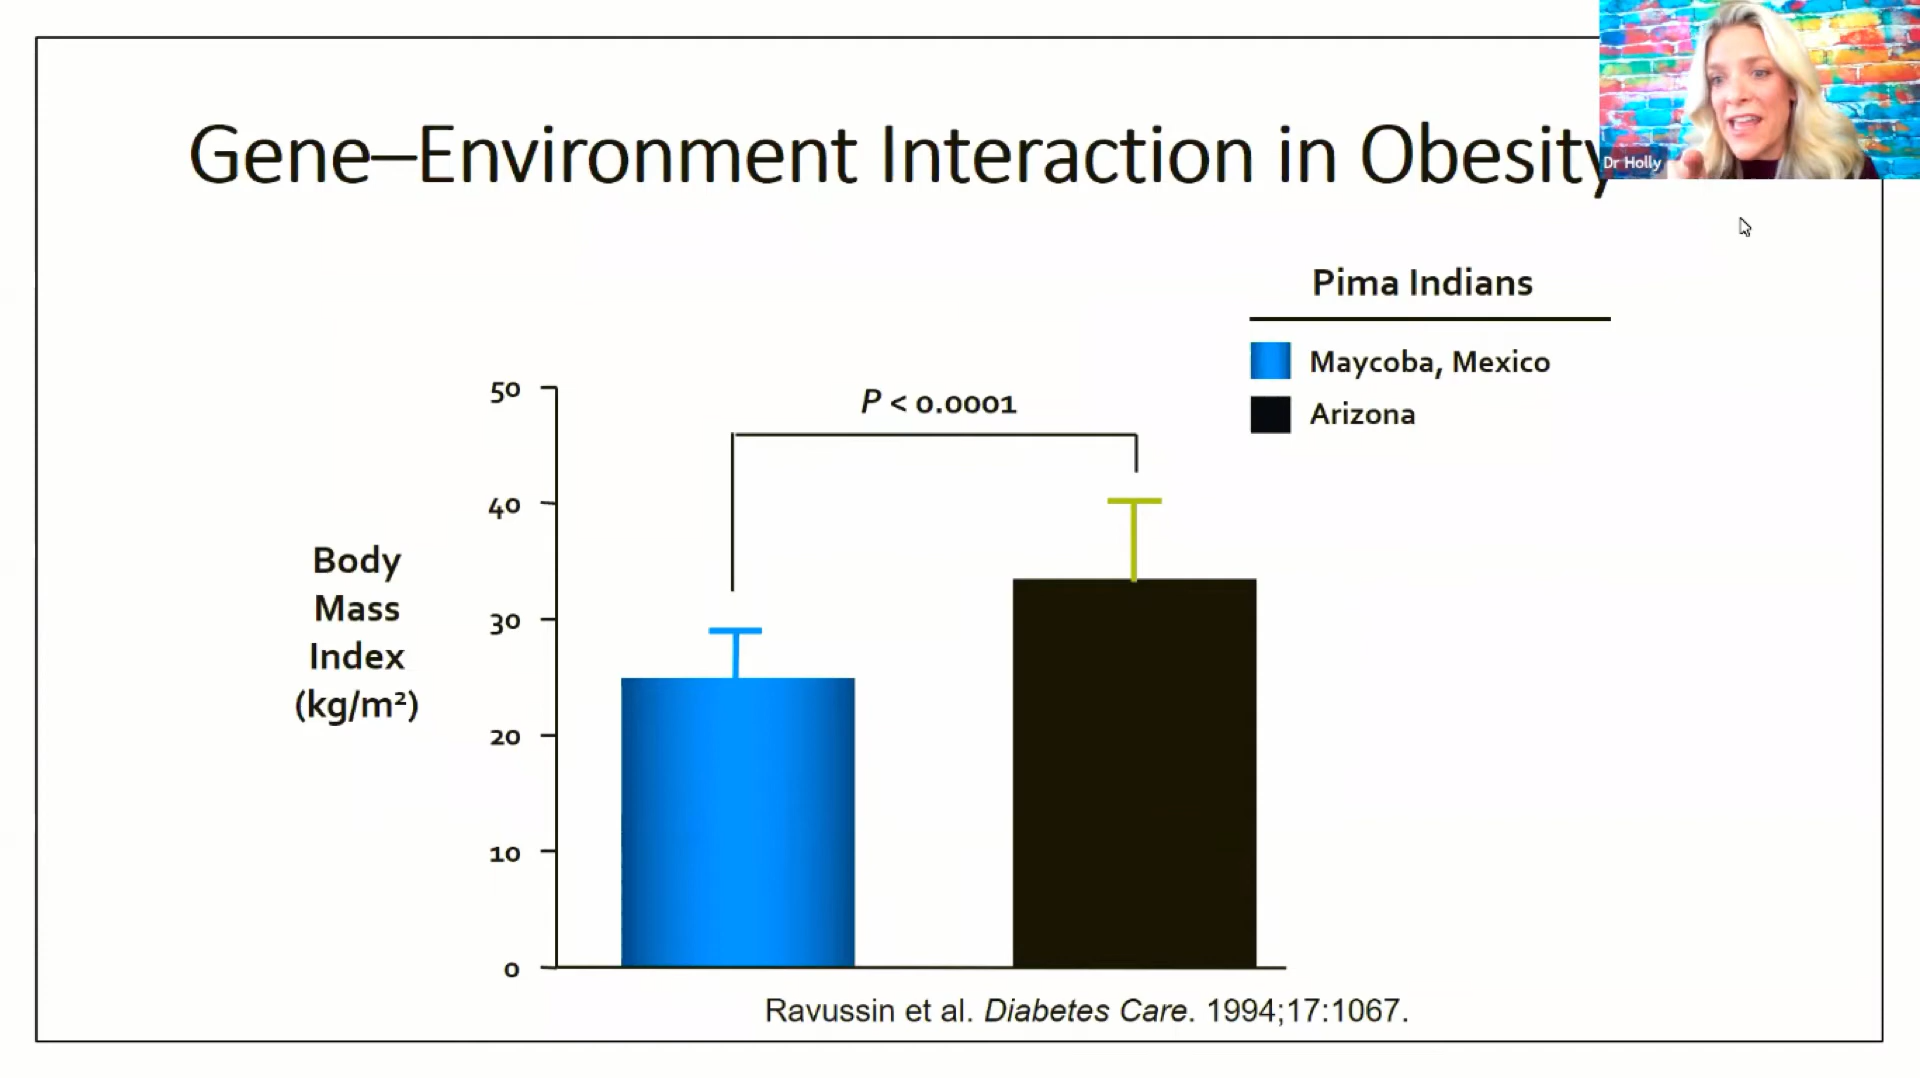 Gene–Environment Interaction in Obesity
Dr Holly
Pima Indians
Maycoba, Mexico
Arizona
P < 0.0001
50
40
30
20
10
0
Body
Mass
Index
(kg/m²)
Ravussin et al. Diabetes Care. 1994;17:1067.